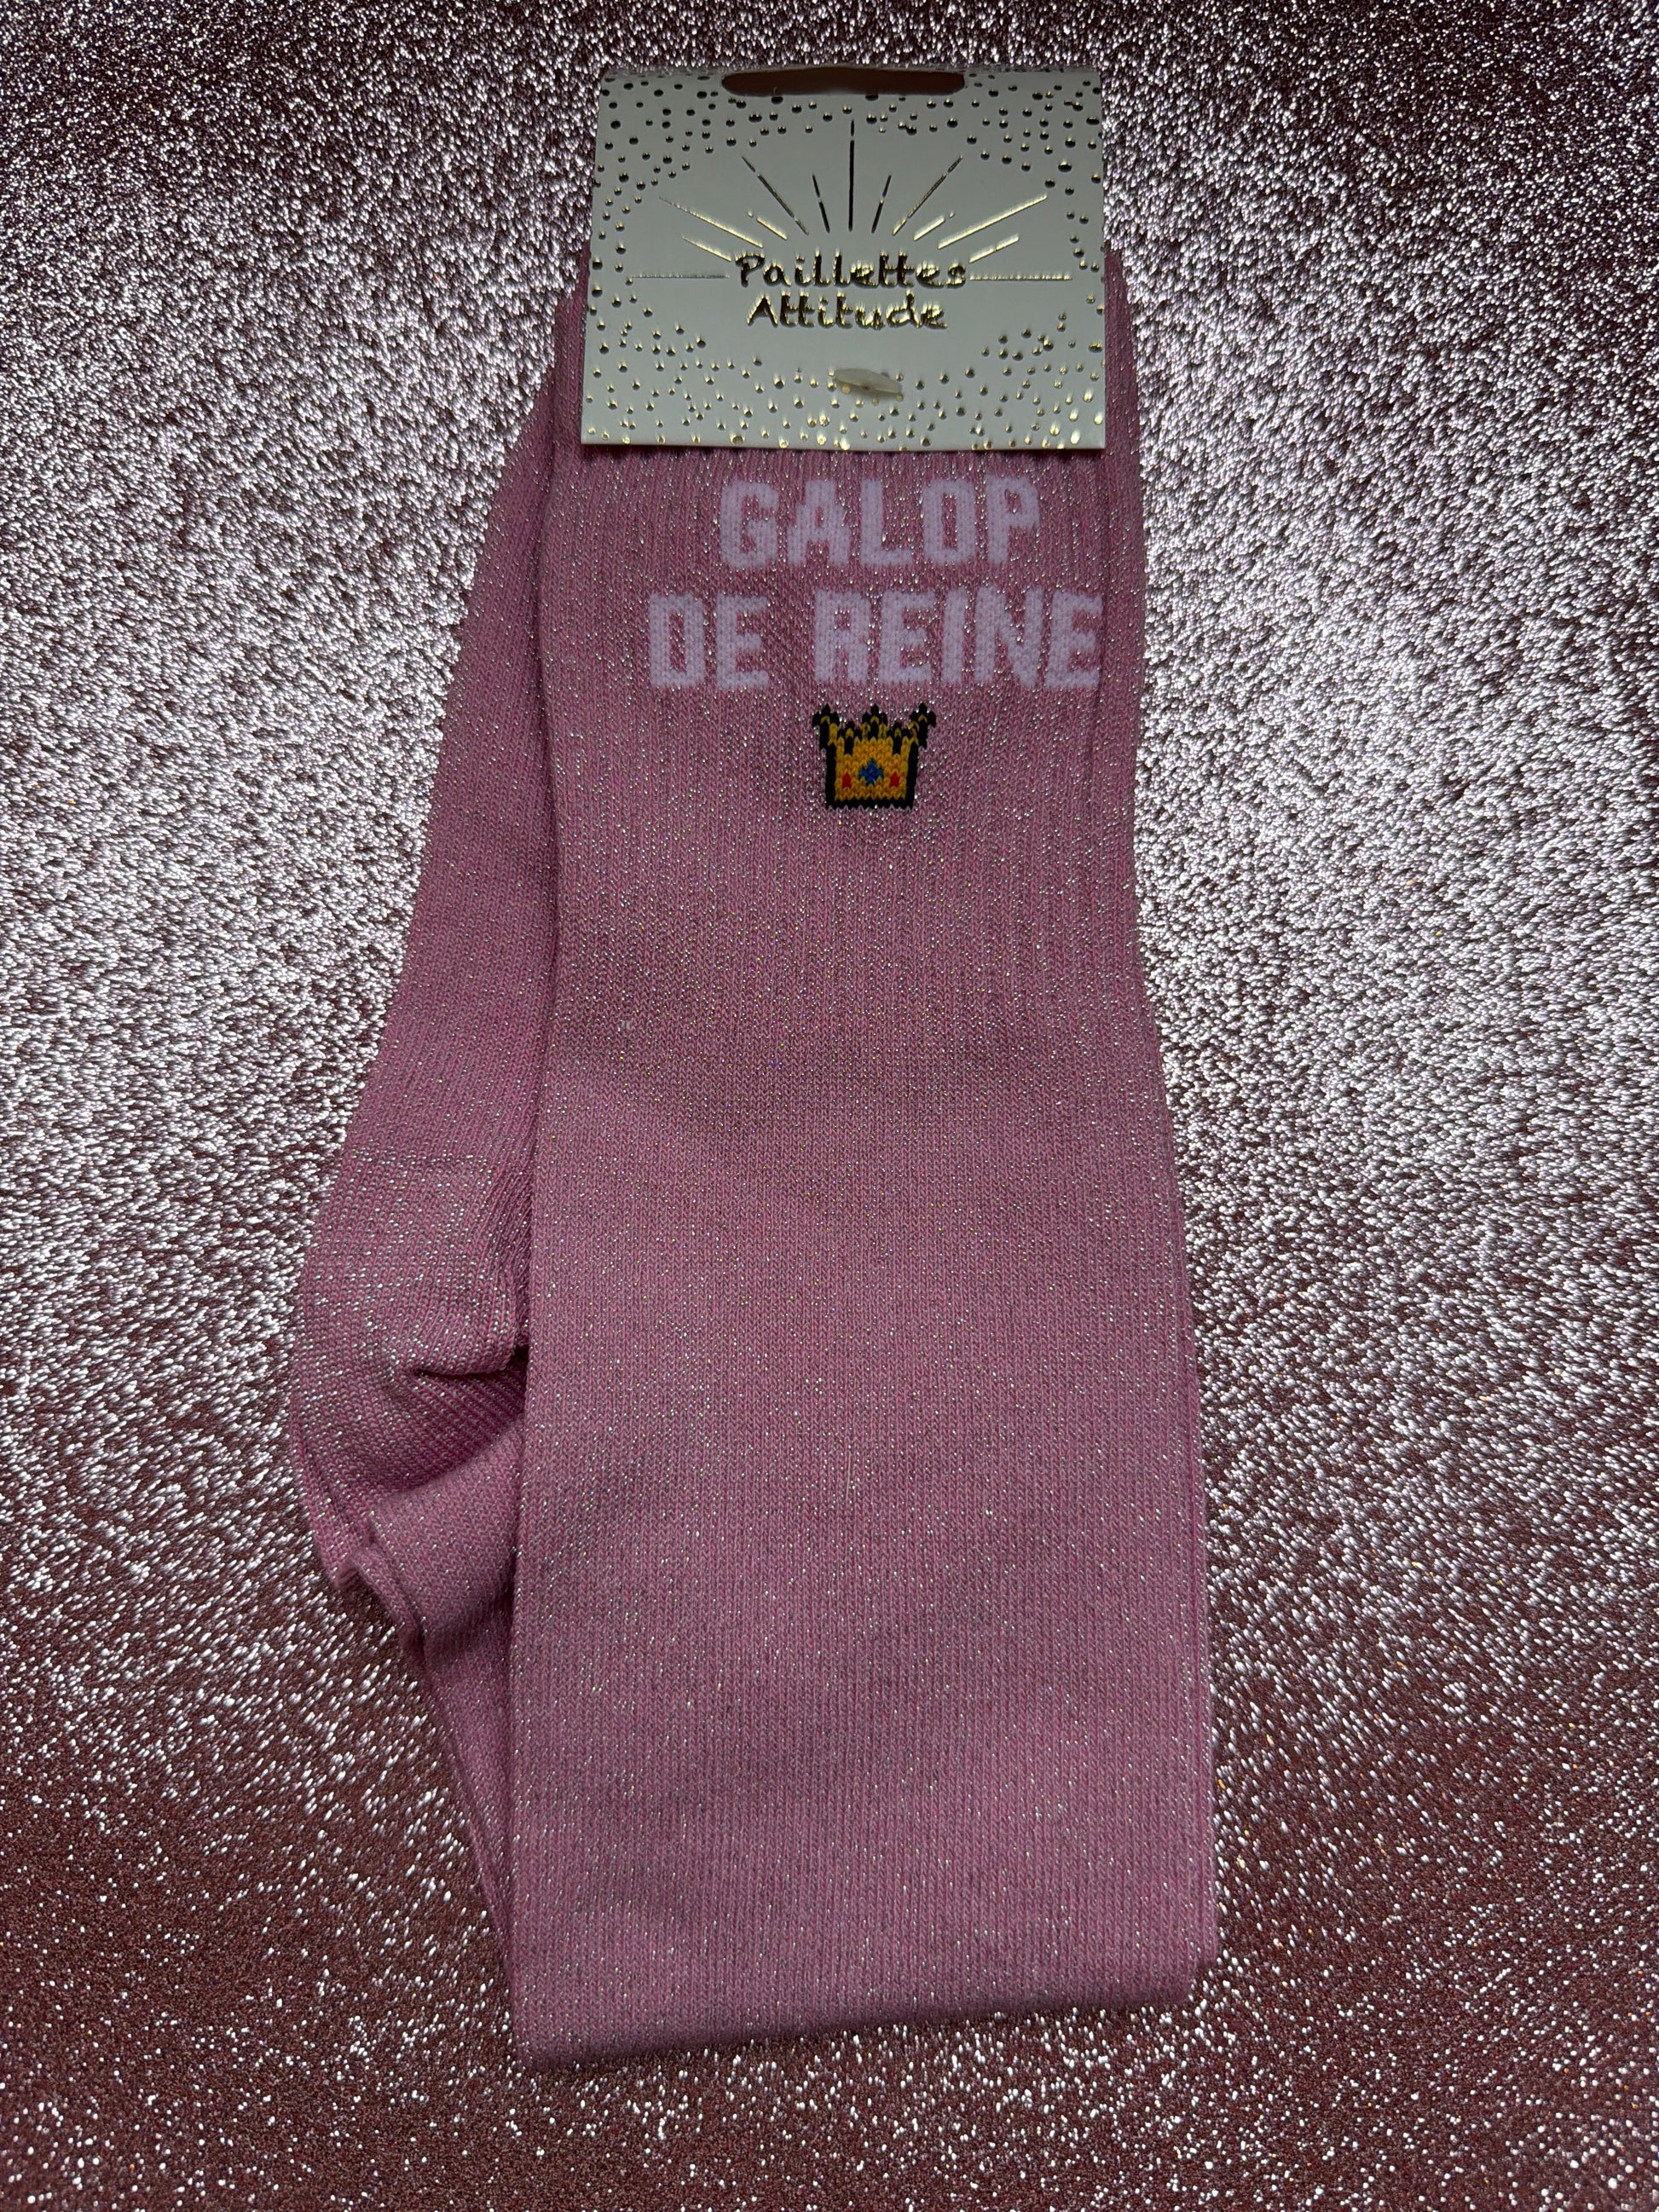 Paillettes
Attitude
GALOP
DE REINE